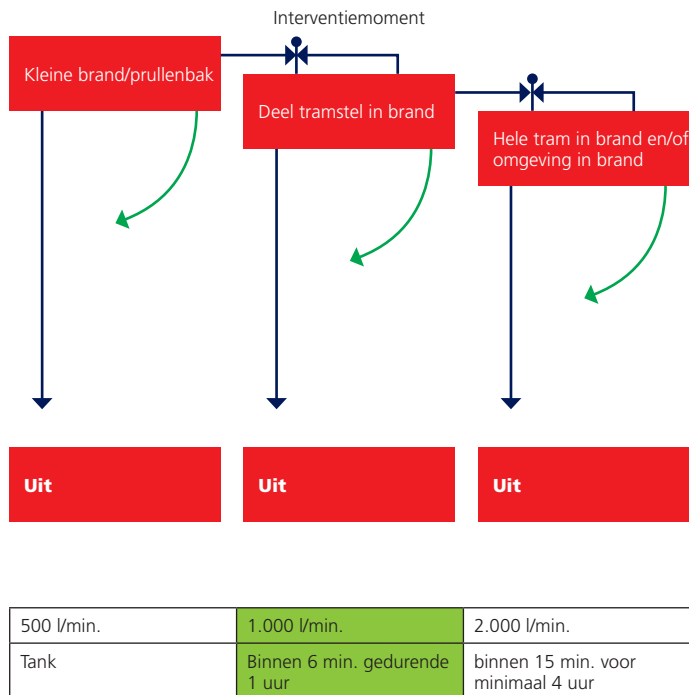 Interventiemoment
Kleine brand/prullenbak
Deel tramstel in brand
Hele tram in brand en/of
omgeving in brand
Uit
Uit
Uit
500 l/min.
1.000 l/min.
2.000 l/min.
Tank
Binnen 6 min. gedurende
1 uur
binnen 15 min. voor
minimaal 4 uur